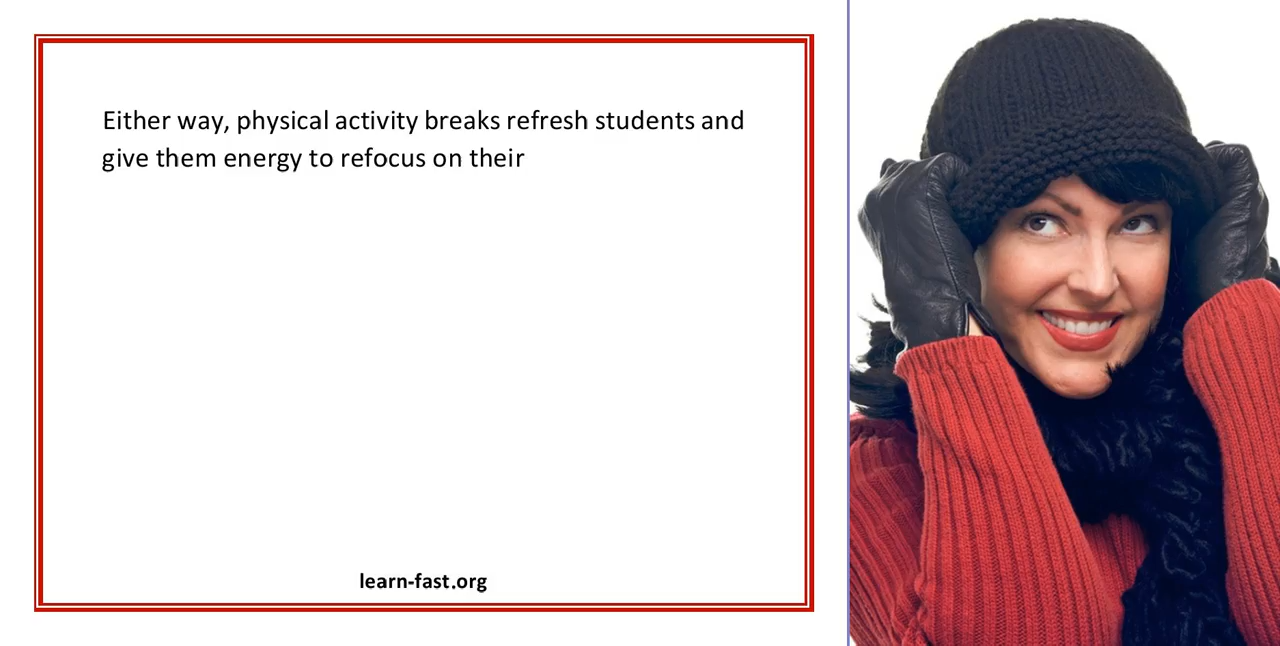 Either way, physical activity breaks refresh students and
give them energy to refocus on their
learn-fast.org